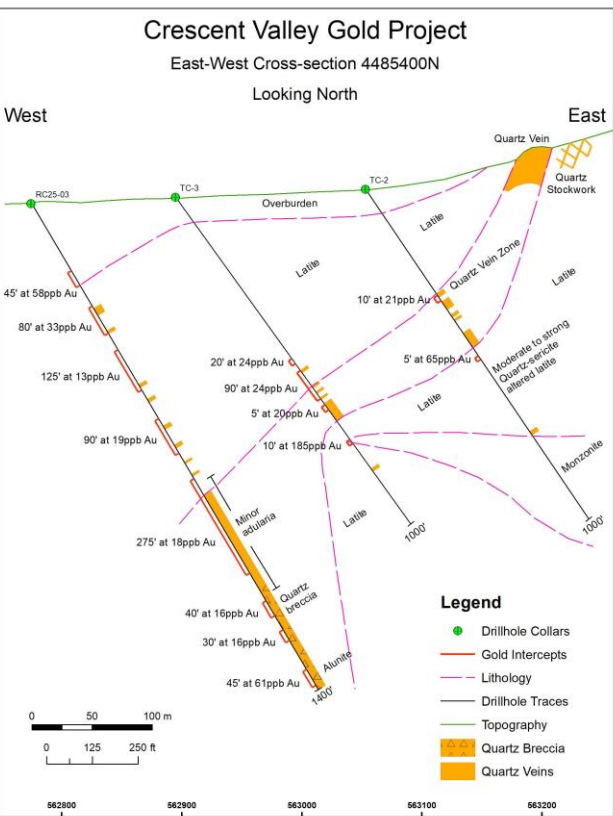 Crescent Valley Gold Project
East-West Cross-section 4485400N
Looking North
West
East
Quartz Vein
Quartz
Stockwork
RC25-03
TC-3
TC-2
Overburden
Latite
Latite
Latite
Quartz Vein Zone
45' at 58ppb Au
80' at 33ppb Au
125' at 13ppb Au
90' at 19ppb Au
275' at 18ppb Au
40' at 16ppb Au
30' at 16ppb Au
45' at 61ppb Au
20' at 24ppb Au
90' at 24ppb Au
5' at 20ppb Au
10' at 185ppb Au
10' at 21ppb Au
5' at 65ppb Au
Moderate to strong
Quartz-sericite
altered latite
Latite
Monzonite
Latite
Minor
adularia
Quartz
breccia
Alunite
1400'
1000'
1000'
Legend
Drillhole Collars
Gold Intercepts
Lithology
Drillhole Traces
Topography
Quartz Breccia
Quartz Veins
0 50 100 m
0 125 250 ft
562800 562900 563000 563100 563200